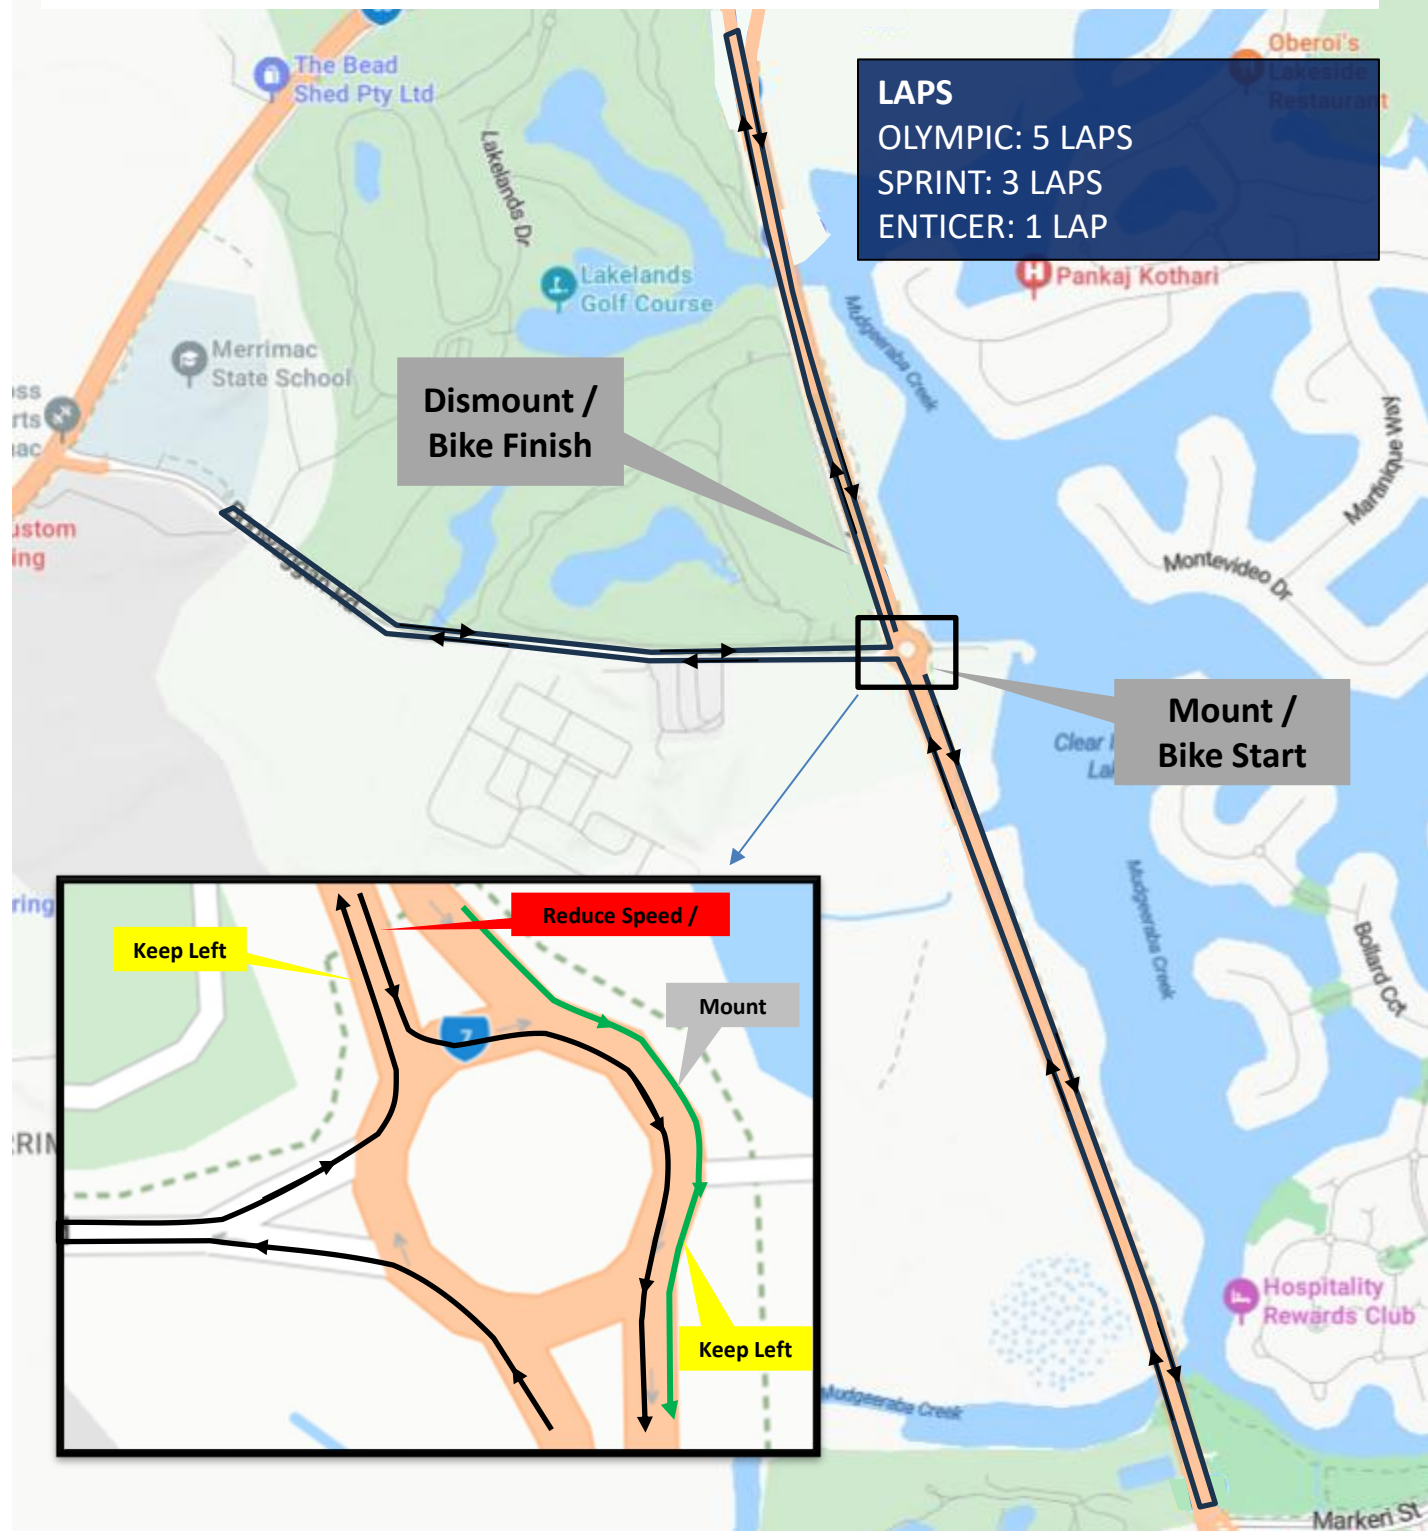 The Bead
Shed Pty Ltd
Oberoi's
Lakeside
Restaurant
LAPS
OLYMPIC: 5 LAPS
SPRINT: 3 LAPS
ENTICER: 1 LAP
Lakelands Dr
Lakelands
Golf Course
Pankaj Kothari
Mudgeeraba Creek
Merrimac
State School
Dismount /
Bike Finish
Martinique Way
Montevideo Dr
Mount /
Bike Start
Clear
Mudgeeraba Creek
Bollard Cct
Reduce Speed /
Keep Left
Mount
7
Keep Left
Hospitality
Rewards Club
Mudgeeraba Creek
Markeri St